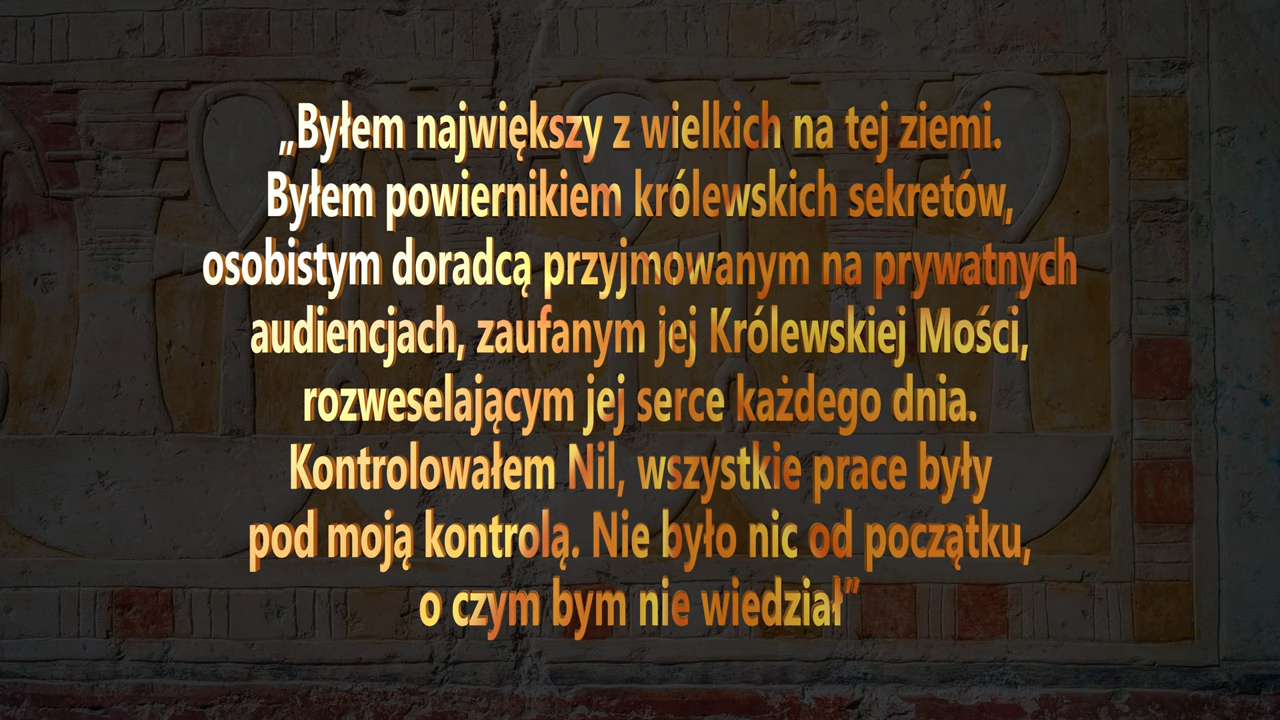 „Byłem największy z wielkich na tej ziemi.
Byłem powiernikiem królewskich sekretów,
osobistym doradcą przyjmowanym na prywatnych
audiencjach, zaufanym jej Królewskiej Mości,
rozweselającym jej serce każdego dnia.
Kontrolowałem Nil, wszystkie prace były
pod moją kontrolą. Nie było nic od początku,
o czym bym nie wiedział”